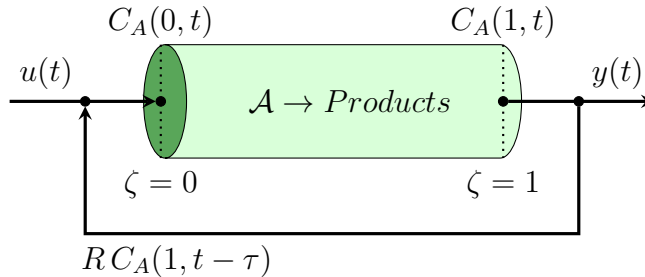 C_A(0, t) C_A(1, t)
u(t) y(t)
𝒜 → Products
ζ = 0 ζ = 1
R C_A(1, t − τ)